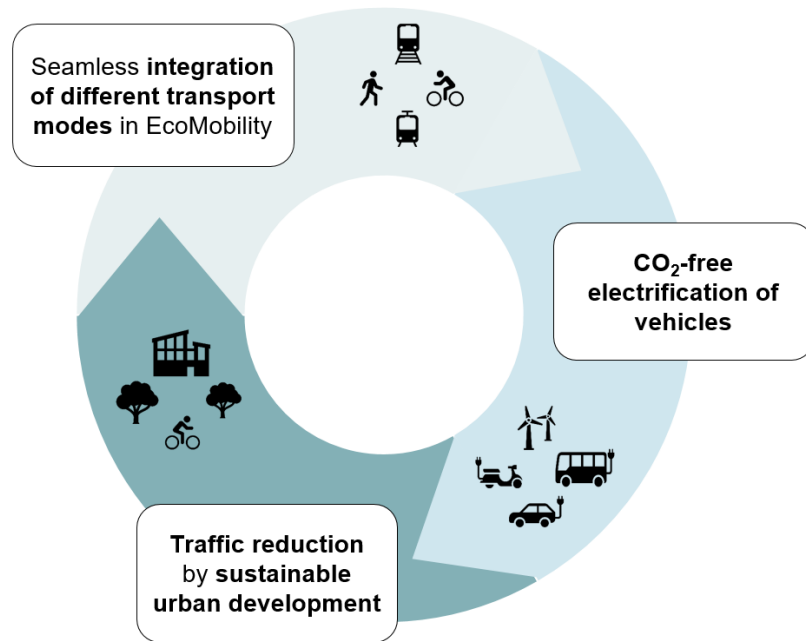 Seamless integration
of different transport
modes in EcoMobility
CO₂-free
electrification of
vehicles
Traffic reduction
by sustainable
urban development